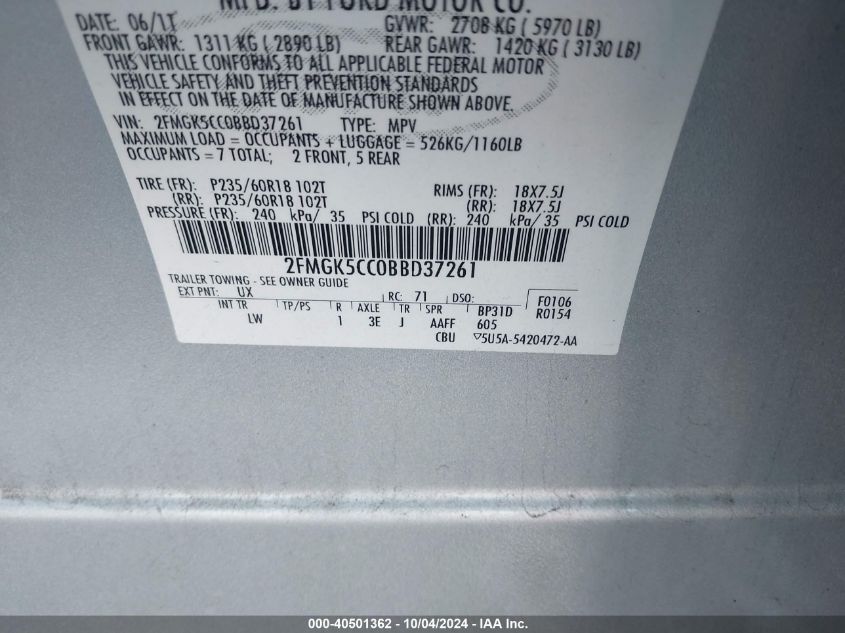 MFD. BY FORD MOTOR CO.
DATE: 06/11 GVWR: 2708 KG ( 5970 LB)
FRONT GAWR: 1311 KG ( 2890 LB) REAR GAWR: 1420 KG ( 3130 LB)
THIS VEHICLE CONFORMS TO ALL APPLICABLE FEDERAL MOTOR
VEHICLE SAFETY AND THEFT PREVENTION STANDARDS
IN EFFECT ON THE DATE OF MANUFACTURE SHOWN ABOVE.
VIN: 2FMGK5CC0BBD37261 TYPE: MPV
MAXIMUM LOAD = OCCUPANTS + LUGGAGE = 526KG/1160LB
OCCUPANTS = 7 TOTAL; 2 FRONT, 5 REAR
TIRE (FR): P235/60R18 102T RIMS (FR): 18X7.5J
(RR): P235/60R18 102T (RR): 18X7.5J
PRESSURE (FR): 240 kPa/ 35 PSI COLD (RR): 240 kPa/ 35 PSI COLD
2FMGK5CC0BBD37261
TRAILER TOWING - SEE OWNER GUIDE
EXT PNT: UX RC: 71 DSO: F0106
INT TR TP/PS R AXLE TR SPR BP31D R0154
LW 1 3E J AAFF 605
CBU ▽5U5A-5420472-AA
000-40501362 - 10/04/2024 - IAA Inc.